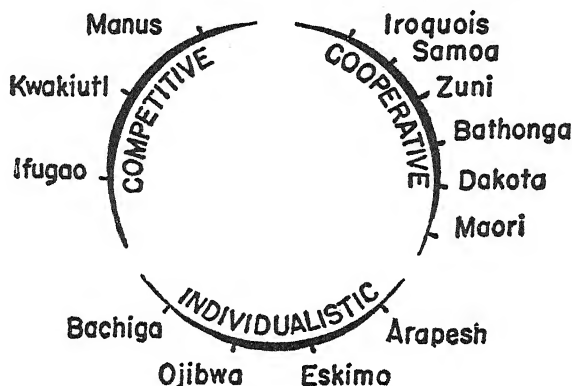 Manus
Kwakiutl
Ifugao
COMPETITIVE
Iroquois
Samoa
Zuni
Bathonga
Dakota
Maori
COOPERATIVE
INDIVIDUALISTIC
Bachiga
Ojibwa
Eskimo
Arapesh